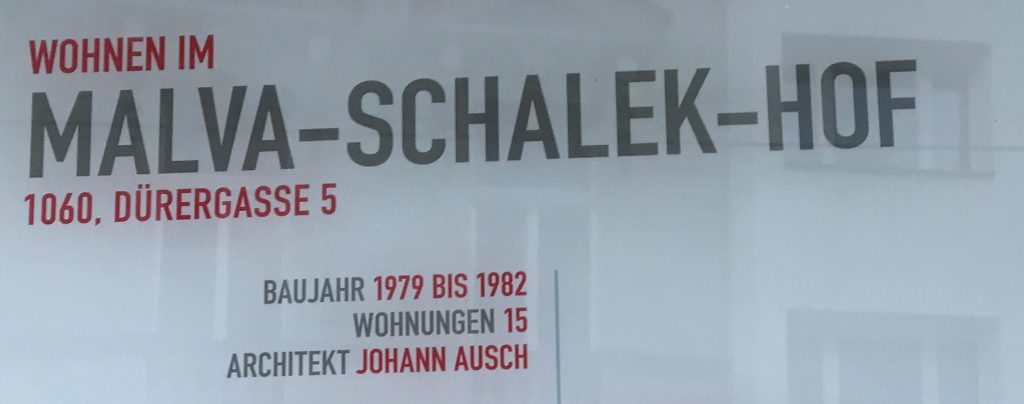 WOHNEN IM
MALVA-SCHALEK-HOF
1060, DÜRERGASSE 5
BAUJAHR 1979 BIS 1982
WOHNUNGEN 15
ARCHITEKT JOHANN AUSCH